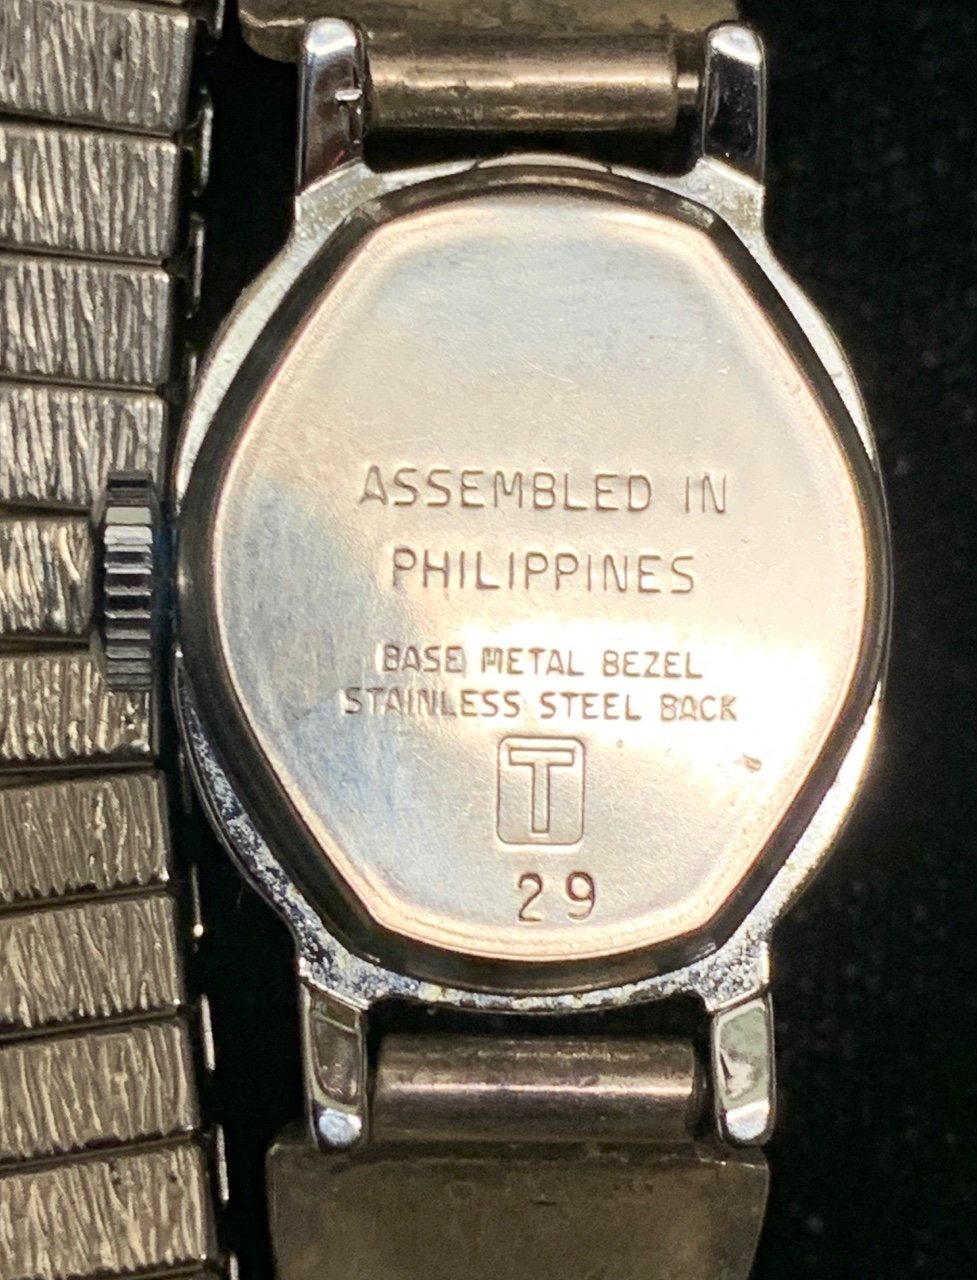 ASSEMBLED IN
PHILIPPINES
BASE METAL BEZEL
STAINLESS STEEL BACK
T
29